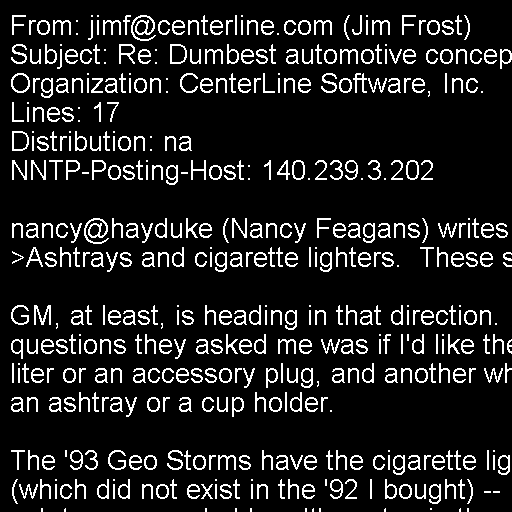 From: jimf@centerline.com (Jim Frost)
Subject: Re: Dumbest automotive concep
Organization: CenterLine Software, Inc.
Lines: 17
Distribution: na
NNTP-Posting-Host: 140.239.3.202

nancy@hayduke (Nancy Feagans) writes
>Ashtrays and cigarette lighters.  These s

GM, at least, is heading in that direction.
questions they asked me was if I'd like the
liter or an accessory plug, and another wh
an ashtray or a cup holder.

The '93 Geo Storms have the cigarette lig
(which did not exist in the '92 I bought) --